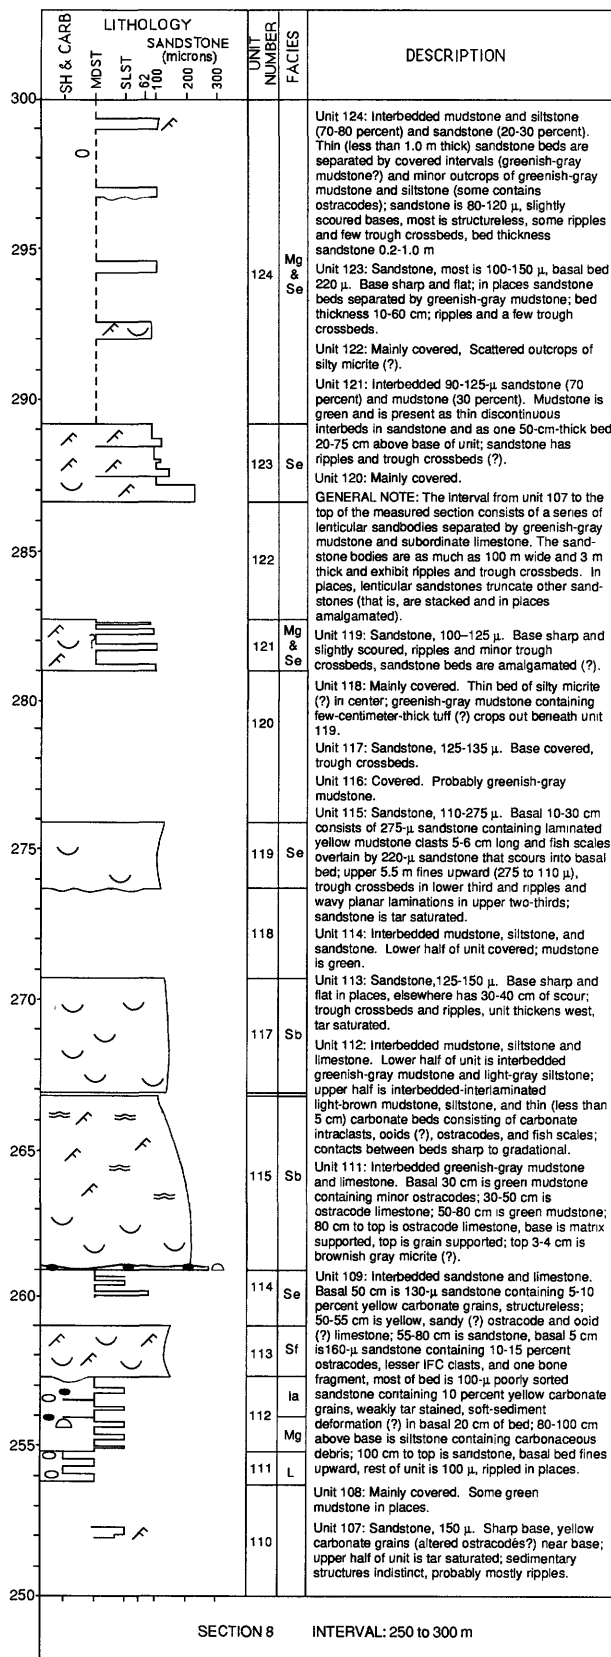 LITHOLOGY
SH & CARB
MDST
SLST
SANDSTONE
(microns)
62
100
200
300
UNIT
NUMBER
FACIES
DESCRIPTION
300
295
290
285
280
275
270
265
260
255
250
124
Mg
&
Se
123
Se
122
121
Mg
&
Se
120
119
Se
118
117
Sb
115
Sb
114
Se
113
Sf
112
Ia
Mg
111
L
110
?
Unit 124: Interbedded mudstone and siltstone
(70-80 percent) and sandstone (20-30 percent).
Thin (less than 1.0 m thick) sandstone beds are
separated by covered intervals (greenish-gray
mudstone?) and minor outcrops of greenish-gray
mudstone and siltstone (some contains
ostracodes); sandstone is 80-120 µ, slightly
scoured bases, most is structureless, some ripples
and few trough crossbeds, bed thickness
sandstone 0.2-1.0 m
Unit 123: Sandstone, most is 100-150 µ, basal bed
220 µ. Base sharp and flat; in places sandstone
beds separated by greenish-gray mudstone; bed
thickness 10-60 cm; ripples and a few trough
crossbeds.
Unit 122: Mainly covered, Scattered outcrops of
silty micrite (?).
Unit 121: Interbedded 90-125-µ sandstone (70
percent) and mudstone (30 percent). Mudstone is
green and is present as thin discontinuous
interbeds in sandstone and as one 50-cm-thick bed
20-75 cm above base of unit; sandstone has
ripples and trough crossbeds (?).
Unit 120: Mainly covered.
GENERAL NOTE: The interval from unit 107 to the
top of the measured section consists of a series of
lenticular sandbodies separated by greenish-gray
mudstone and subordinate limestone. The sand-
stone bodies are as much as 100 m wide and 3 m
thick and exhibit ripples and trough crossbeds. In
places, lenticular sandstones truncate other sand-
stones (that is, are stacked and in places
amalgamated).
Unit 119: Sandstone, 100–125 µ. Base sharp and
slightly scoured, ripples and minor trough
crossbeds, sandstone beds are amalgamated (?).
Unit 118: Mainly covered. Thin bed of silty micrite
(?) in center; greenish-gray mudstone containing
few-centimeter-thick tuff (?) crops out beneath unit
119.
Unit 117: Sandstone, 125-135 µ. Base covered,
trough crossbeds.
Unit 116: Covered. Probably greenish-gray
mudstone.
Unit 115: Sandstone, 110-275 µ. Basal 10-30 cm
consists of 275-µ sandstone containing laminated
yellow mudstone clasts 5-6 cm long and fish scales
overlain by 220-µ sandstone that scours into basal
bed; upper 5.5 m fines upward (275 to 110 µ),
trough crossbeds in lower third and ripples and
wavy planar laminations in upper two-thirds;
sandstone is tar saturated.
Unit 114: Interbedded mudstone, siltstone, and
sandstone. Lower half of unit covered; mudstone
is green.
Unit 113: Sandstone,125-150 µ. Base sharp and
flat in places, elsewhere has 30-40 cm of scour;
trough crossbeds and ripples, unit thickens west,
tar saturated.
Unit 112: Interbedded mudstone, siltstone and
limestone. Lower half of unit is interbedded
greenish-gray mudstone and light-gray siltstone;
upper half is interbedded-interlaminated
light-brown mudstone, siltstone, and thin (less than
5 cm) carbonate beds consisting of carbonate
intraclasts, ooids (?), ostracodes, and fish scales;
contacts between beds sharp to gradational.
Unit 111: Interbedded greenish-gray mudstone
and limestone. Basal 30 cm is green mudstone
containing minor ostracodes; 30-50 cm is
ostracode limestone; 50-80 cm is green mudstone;
80 cm to top is ostracode limestone, base is matrix
supported, top is grain supported; top 3-4 cm is
brownish gray micrite (?).
Unit 109: Interbedded sandstone and limestone.
Basal 50 cm is 130-µ sandstone containing 5-10
percent yellow carbonate grains, structureless;
50-55 cm is yellow, sandy (?) ostracode and ooid
(?) limestone; 55-80 cm is sandstone, basal 5 cm
is160-µ sandstone containing 10-15 percent
ostracodes, lesser IFC clasts, and one bone
fragment, most of bed is 100-µ poorly sorted
sandstone containing 10 percent yellow carbonate
grains, weakly tar stained, soft-sediment
deformation (?) in basal 20 cm of bed; 80-100 cm
above base is siltstone containing carbonaceous
debris; 100 cm to top is sandstone, basal bed fines
upward, rest of unit is 100 µ, rippled in places.
Unit 108: Mainly covered. Some green
mudstone in places.
Unit 107: Sandstone, 150 µ. Sharp base, yellow
carbonate grains (altered ostracodes?) near base;
upper half of unit is tar saturated; sedimentary
structures indistinct, probably mostly ripples.
SECTION 8 INTERVAL: 250 to 300 m